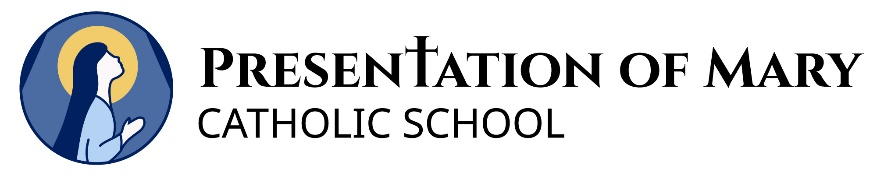 Presentation of Mary
CATHOLIC SCHOOL